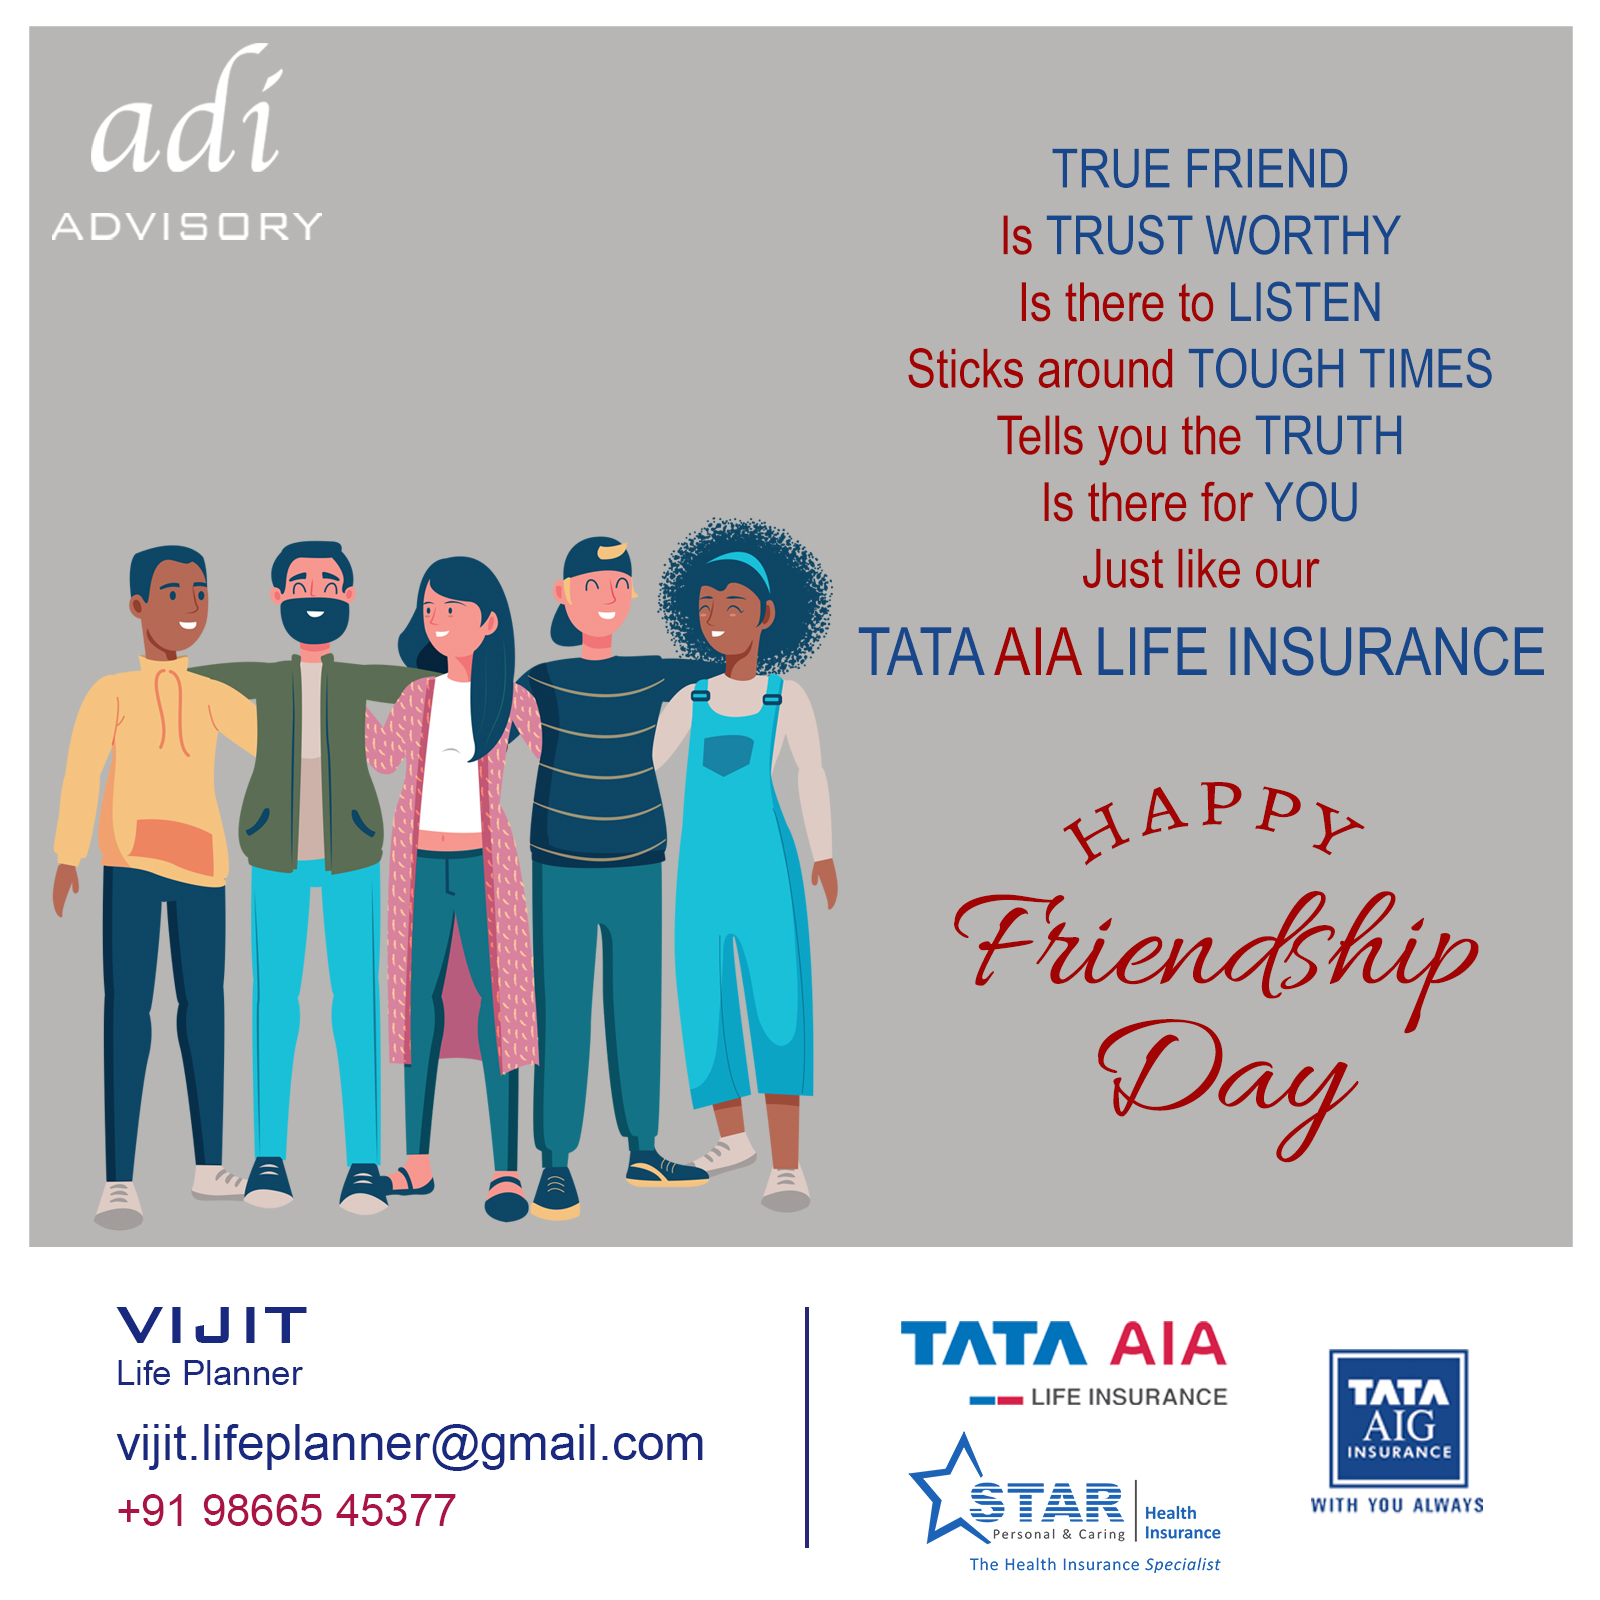 adi
ADVISORY
TRUE FRIEND
Is TRUST WORTHY
Is there to LISTEN
Sticks around TOUGH TIMES
Tells you the TRUTH
Is there for YOU
Just like our
TATA AIA LIFE INSURANCE
HAPPY
Friendship
Day
VIJIT
Life Planner
vijit.lifeplanner@gmail.com
+91 98665 45377
TATA AIA
LIFE INSURANCE
STAR
Personal & Caring
Health
Insurance
The Health Insurance Specialist
TATA
AIG
INSURANCE
WITH YOU ALWAYS